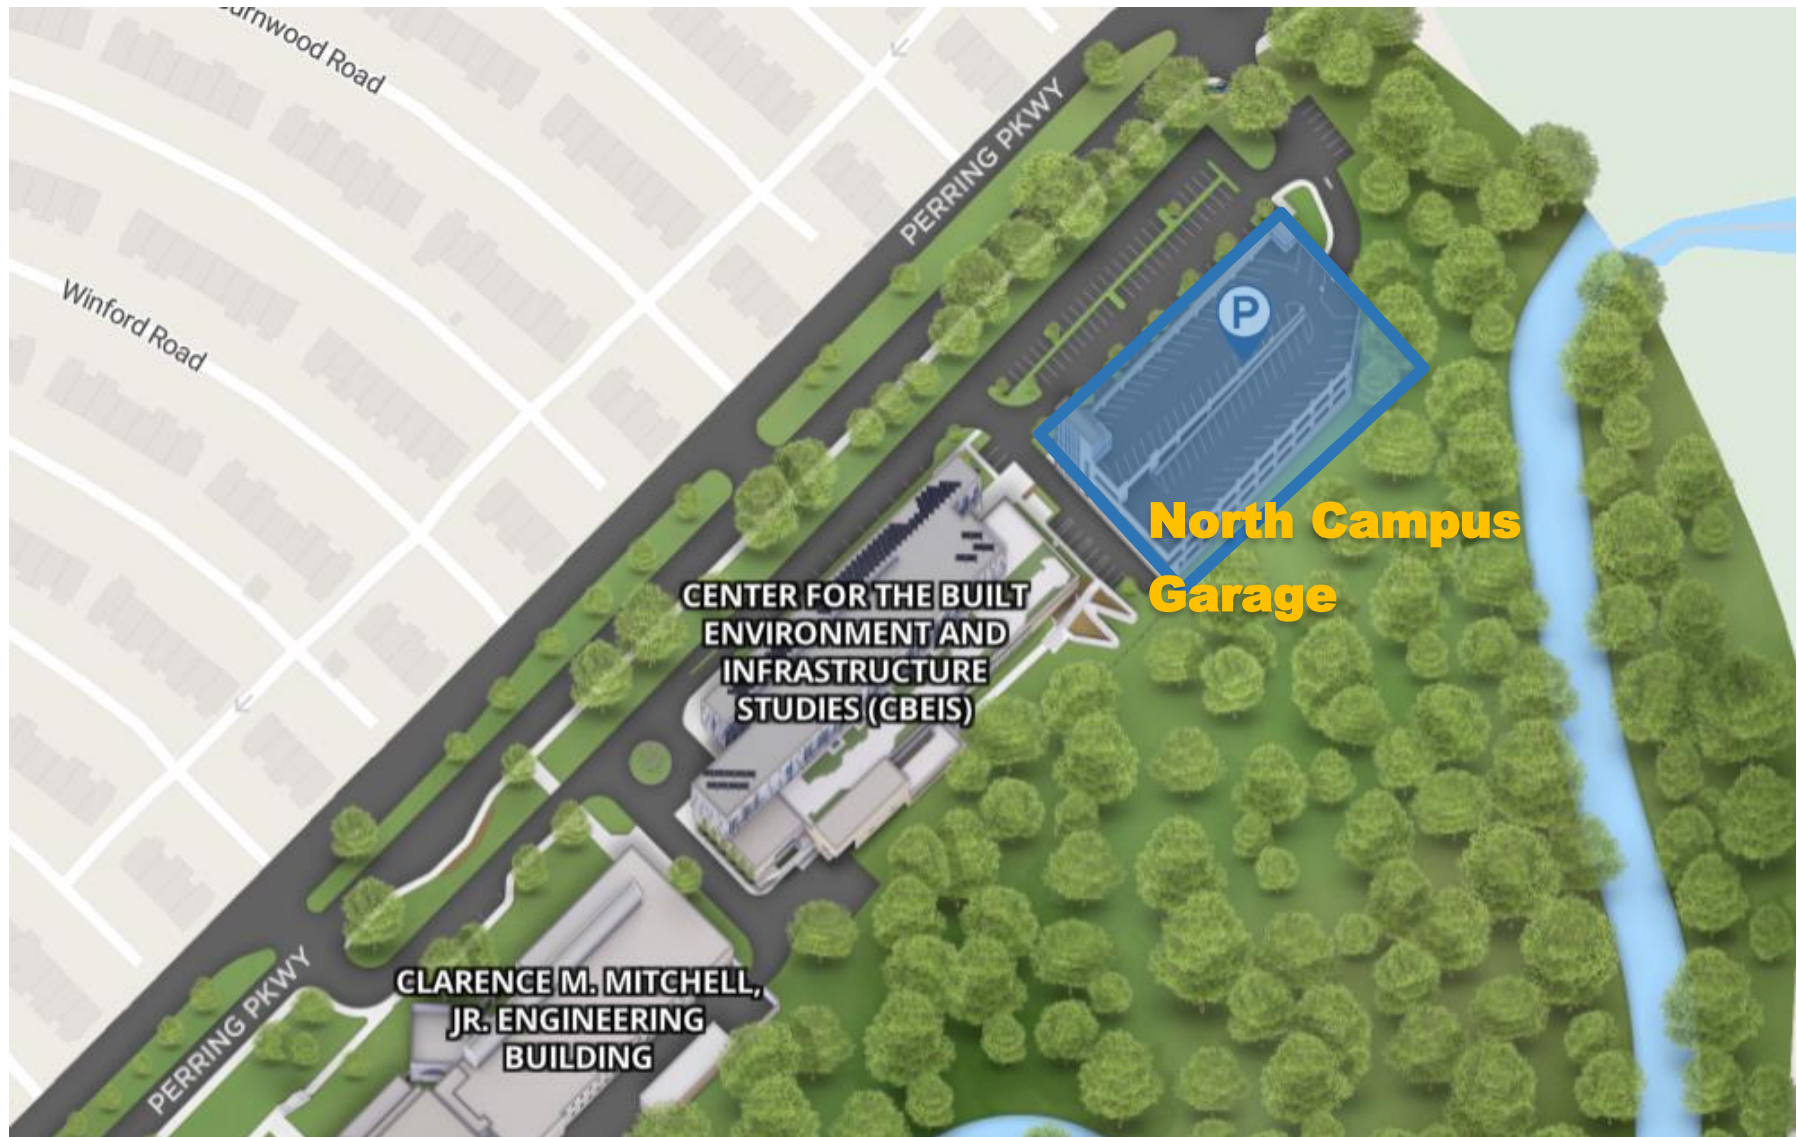 urnwood Road
PERRING PKWY
Winford Road
P
North Campus
Garage
CENTER FOR THE BUILT
ENVIRONMENT AND
INFRASTRUCTURE
STUDIES (CBEIS)
CLARENCE M. MITCHELL,
JR. ENGINEERING
BUILDING
PERRING PKWY